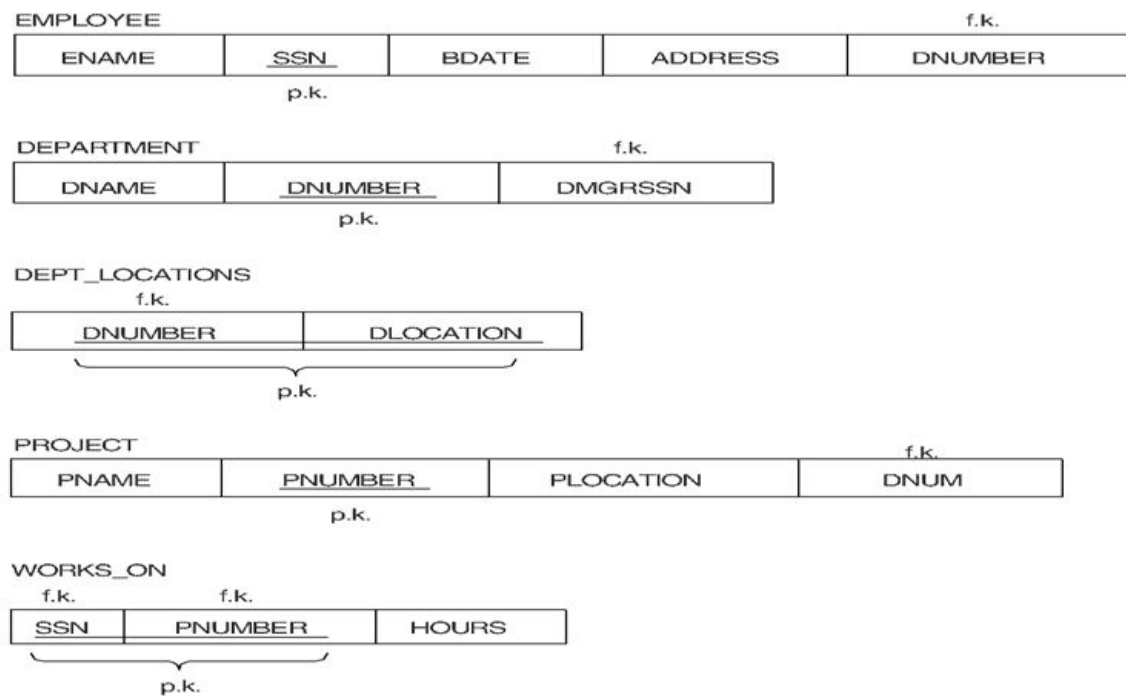 EMPLOYEE f.k.
ENAME SSN BDATE ADDRESS DNUMBER
p.k.
DEPARTMENT f.k.
DNAME DNUMBER DMGRSSN
p.k.
DEPT_LOCATIONS
f.k.
DNUMBER DLOCATION
p.k.
PROJECT f.k.
PNAME PNUMBER PLOCATION DNUM
p.k.
WORKS_ON
f.k. f.k.
SSN PNUMBER HOURS
p.k.